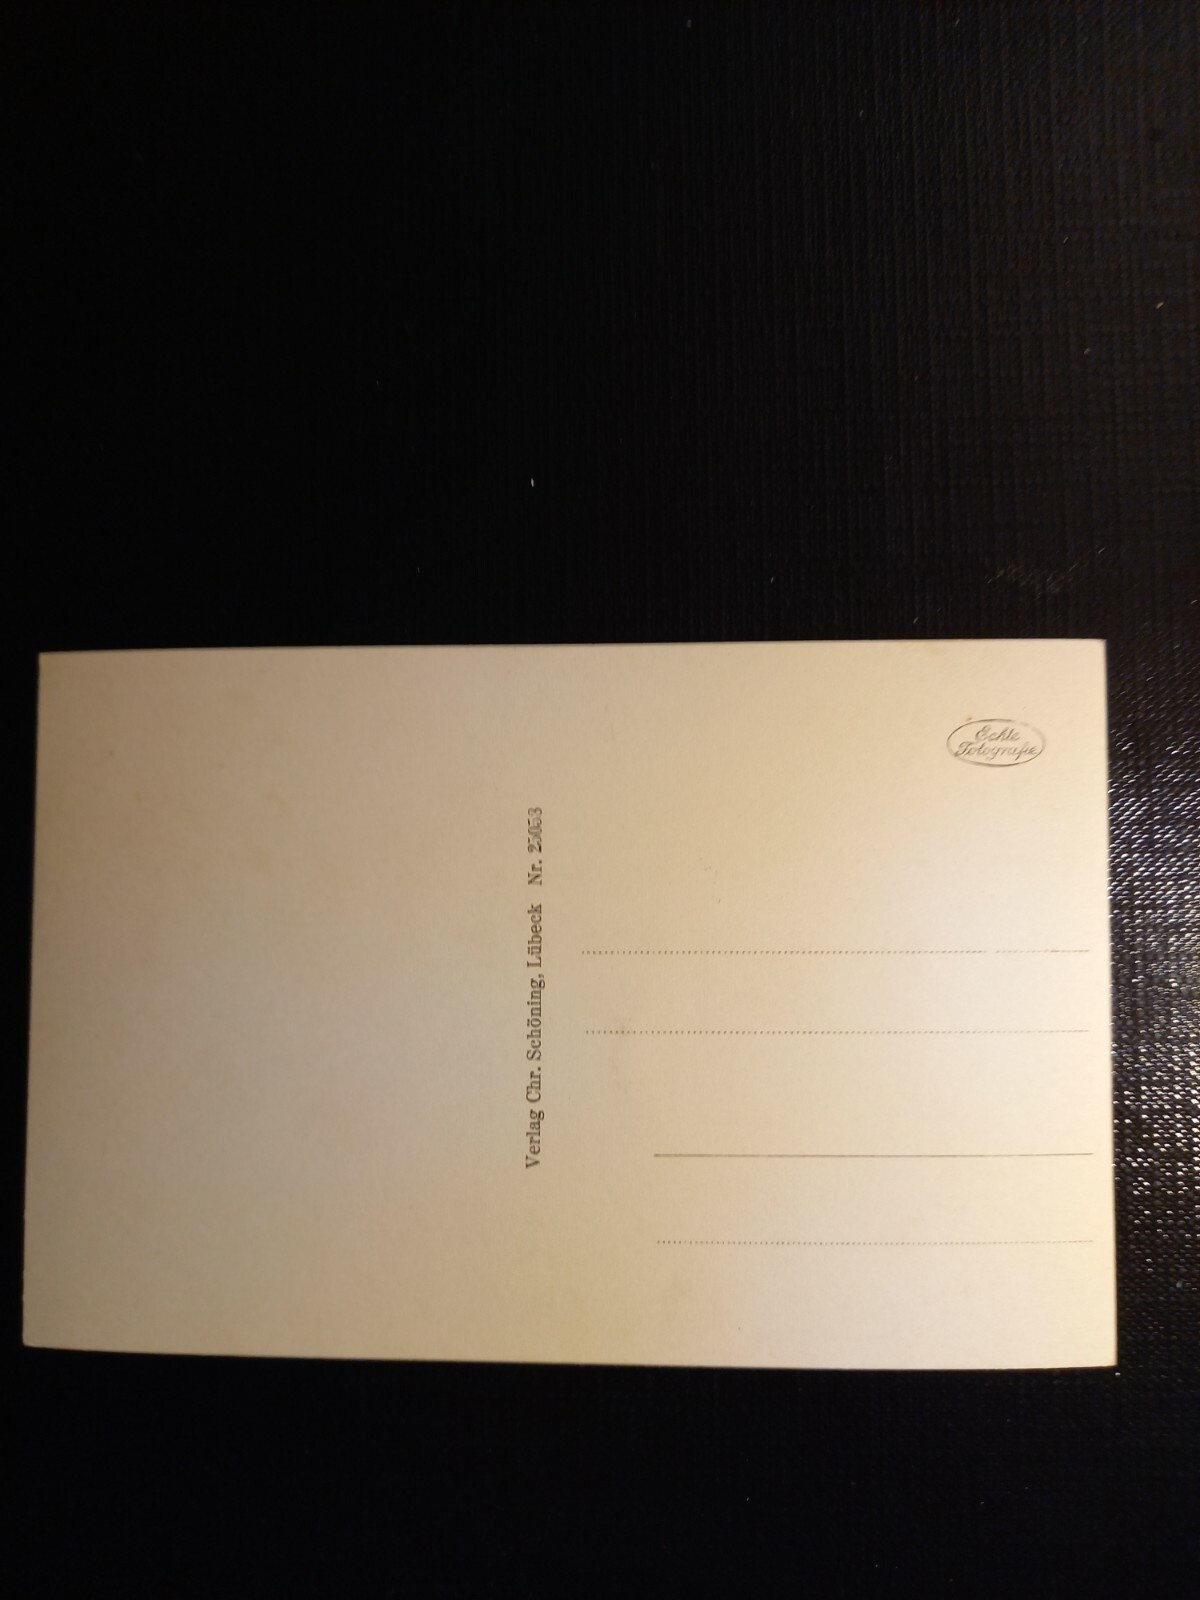 Echte
Fotografie
Verlag Chr. Schöning, Lübeck Nr. 25053